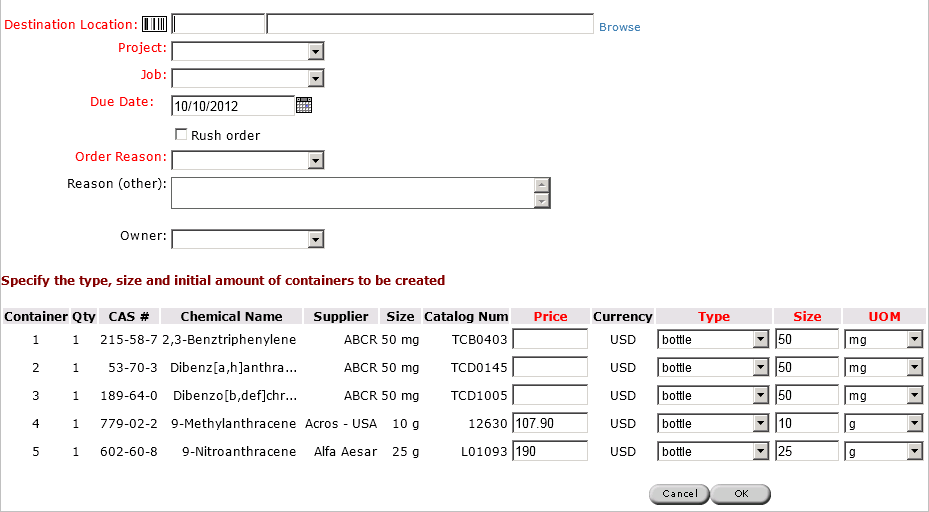 Destination Location: Browse
Project:
Job:
Due Date: 10/10/2012
Rush order
Order Reason:
Reason (other):
Owner:
Specify the type, size and initial amount of containers to be created
Container Qty CAS # Chemical Name Supplier Size Catalog Num Price Currency Type Size UOM
1 1 215-58-7 2,3-Benztriphenylene ABCR 50 mg TCB0403 USD bottle 50 mg
2 1 53-70-3 Dibenz[a,h]anthra... ABCR 50 mg TCD0145 USD bottle 50 mg
3 1 189-64-0 Dibenzo[b,def]chr... ABCR 50 mg TCD1005 USD bottle 50 mg
4 1 779-02-2 9-Methylanthracene Acros - USA 10 g 12630 107.90 USD bottle 10 g
5 1 602-60-8 9-Nitroanthracene Alfa Aesar 25 g L01093 190 USD bottle 25 g
Cancel OK